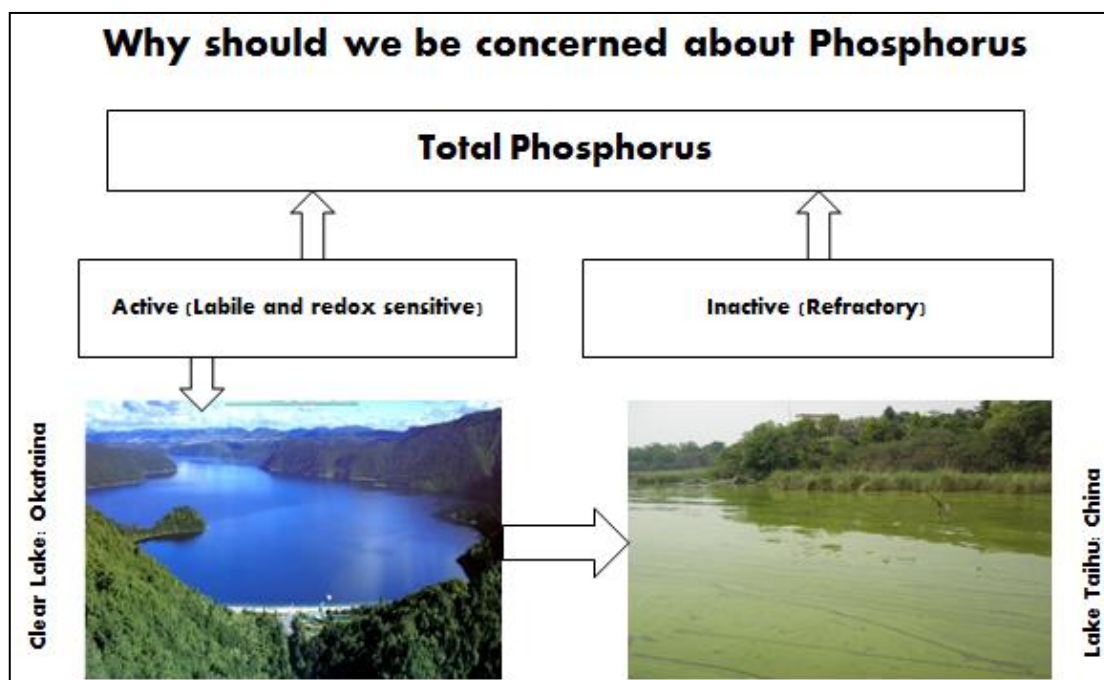 Why should we be concerned about Phosphorus
Total Phosphorus
Active (Labile and redox sensitive)
Inactive (Refractory)
Clear Lake: Okataina
Lake Taihu: China